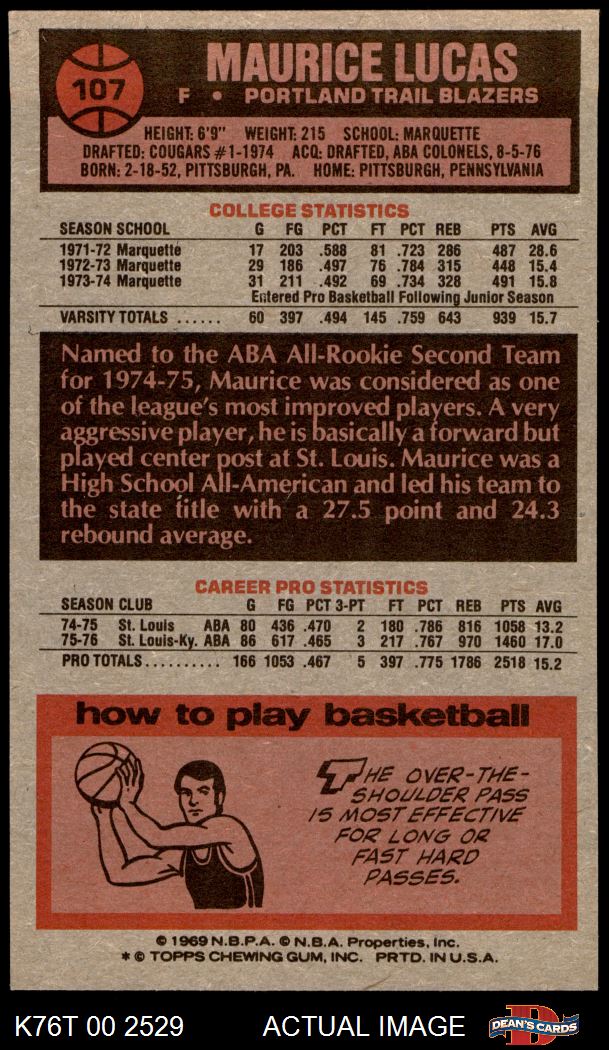 107
MAURICE LUCAS
F • PORTLAND TRAIL BLAZERS
HEIGHT: 6'9" WEIGHT: 215 SCHOOL: MARQUETTE
DRAFTED: COUGARS #1-1974 ACQ: DRAFTED, ABA COLONELS, 8-5-76
BORN: 2-18-52, PITTSBURGH, PA. HOME: PITTSBURGH, PENNSYLVANIA
COLLEGE STATISTICS
SEASON SCHOOL G FG PCT FT PCT REB PTS AVG
1971-72 Marquette 17 203 .588 81 .723 286 487 28.6
1972-73 Marquette 29 186 .497 76 .784 315 448 15.4
1973-74 Marquette 31 211 .492 69 .734 328 491 15.8
Entered Pro Basketball Following Junior Season
VARSITY TOTALS ...... 60 397 .494 145 .759 643 939 15.7
Named to the ABA All-Rookie Second Team
for 1974-75, Maurice was considered as one
of the league's most improved players. A very
aggressive player, he is basically a forward but
played center post at St. Louis. Maurice was a
High School All-American and led his team to
the state title with a 27.5 point and 24.3
rebound average.
CAREER PRO STATISTICS
SEASON CLUB G FG PCT 3-PT FT PCT REB PTS AVG
74-75 St. Louis ABA 80 436 .470 2 180 .786 816 1058 13.2
75-76 St. Louis-Ky. ABA 86 617 .465 3 217 .767 970 1460 17.0
PRO TOTALS.......... 166 1053 .467 5 397 .775 1786 2518 15.2
how to play basketball
THE OVER-THE-
SHOULDER PASS
IS MOST EFFECTIVE
FOR LONG OR
FAST HARD
PASSES.
© 1969 N.B.P.A. © N.B.A. Properties, Inc.
* © TOPPS CHEWING GUM, INC. PRTD. IN U.S.A.
K76T 00 2529 ACTUAL IMAGE DEAN'S CARDS